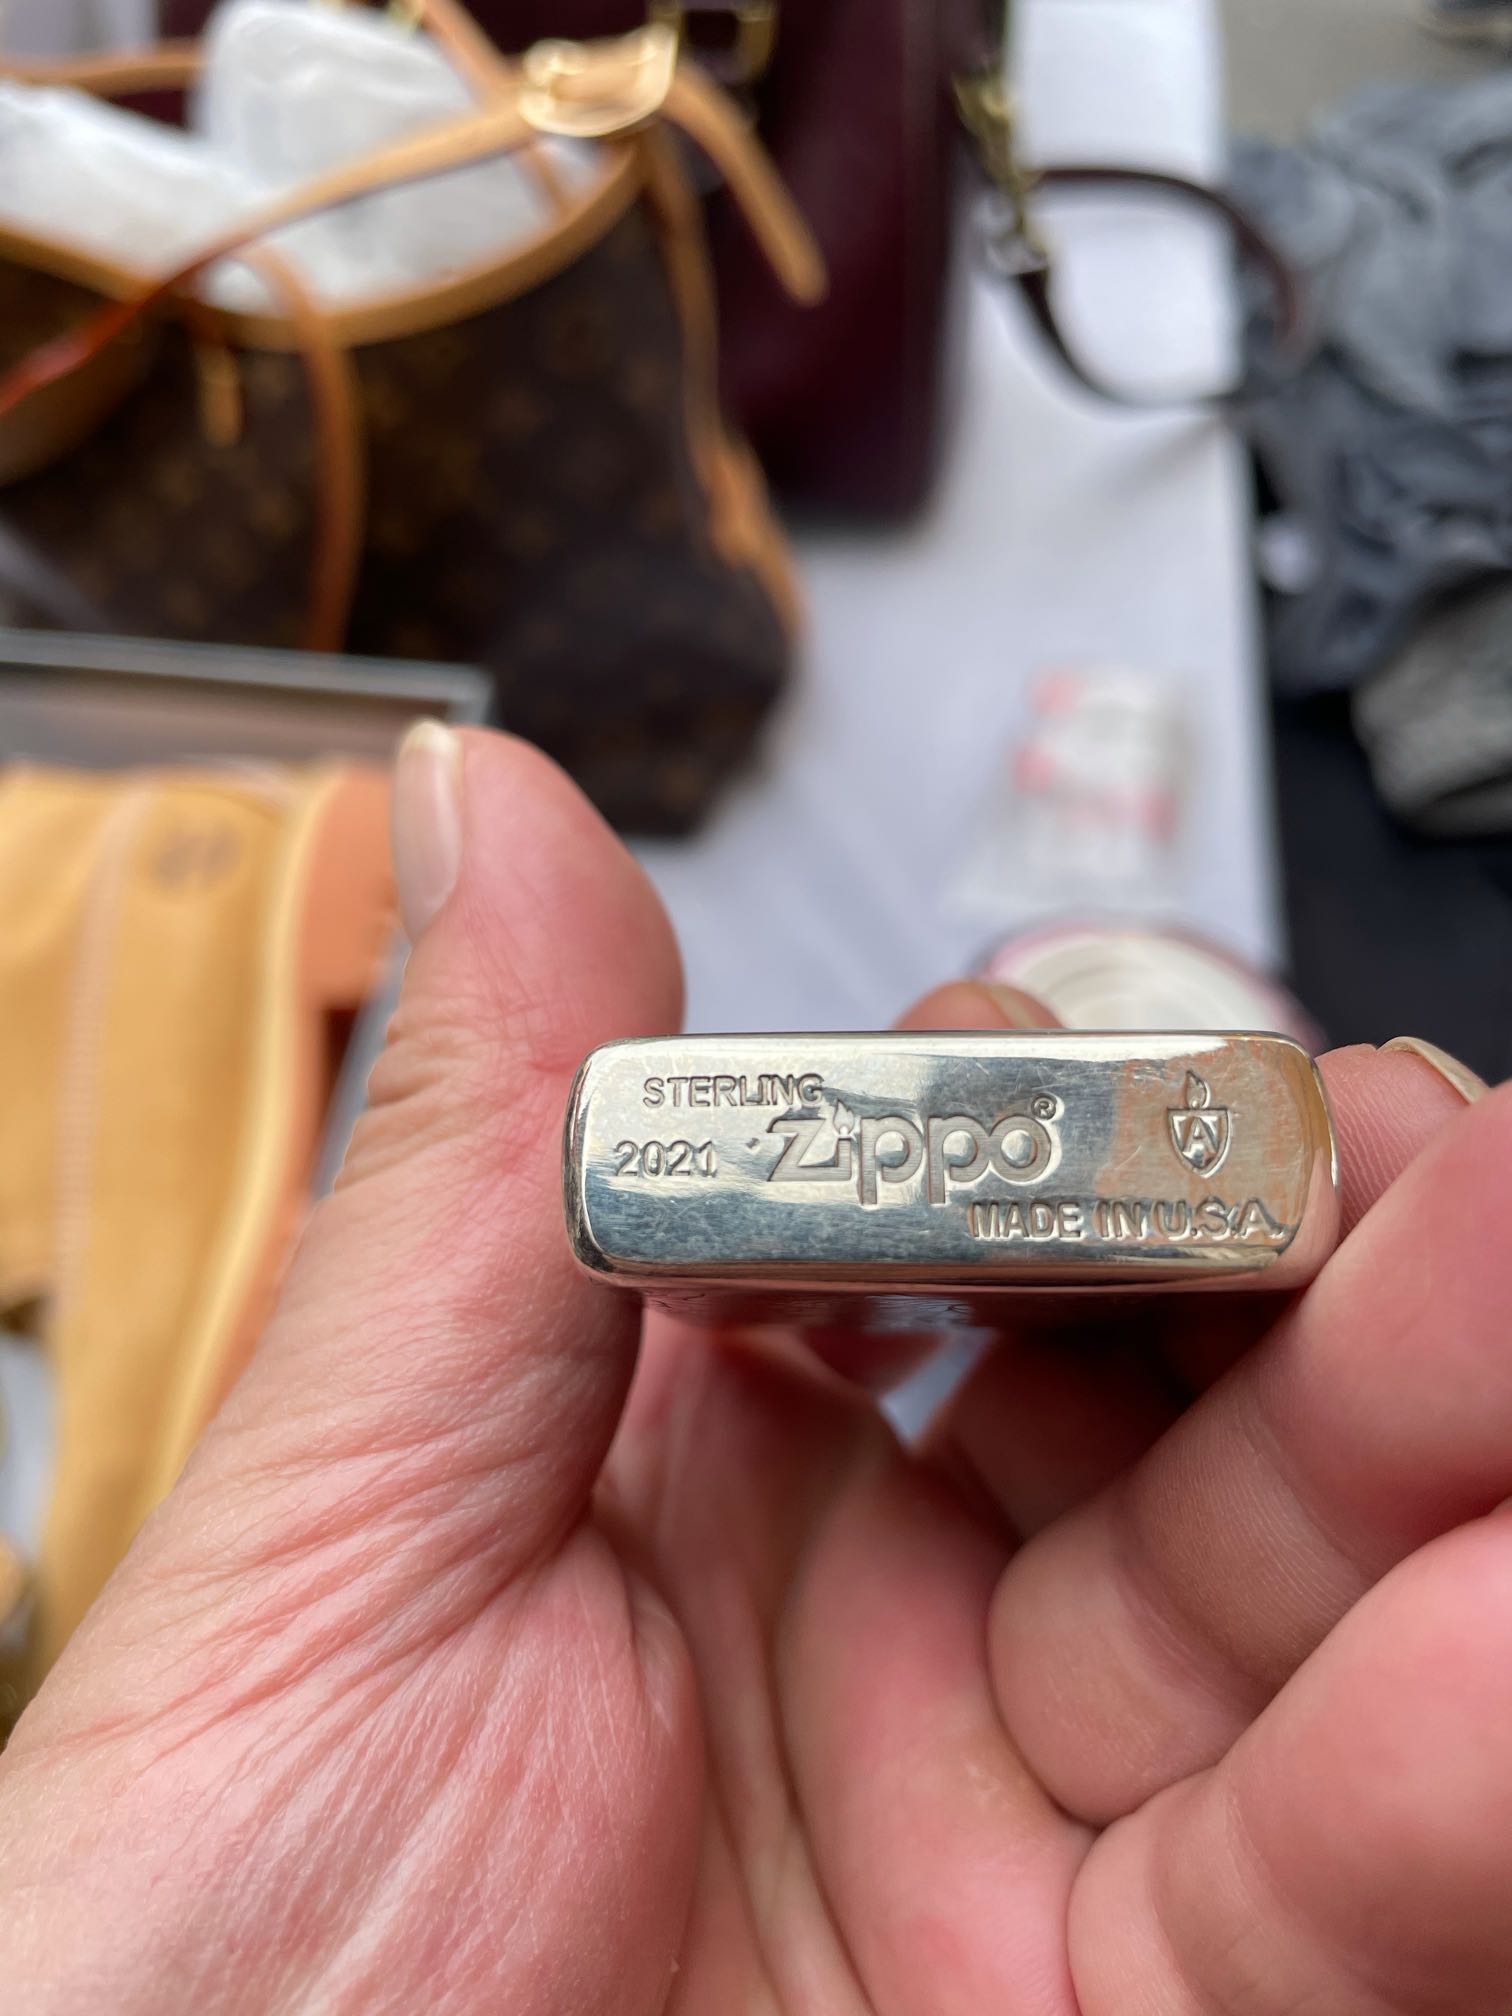 STERLING
2021 Zippo®
A
MADE IN U.S.A.